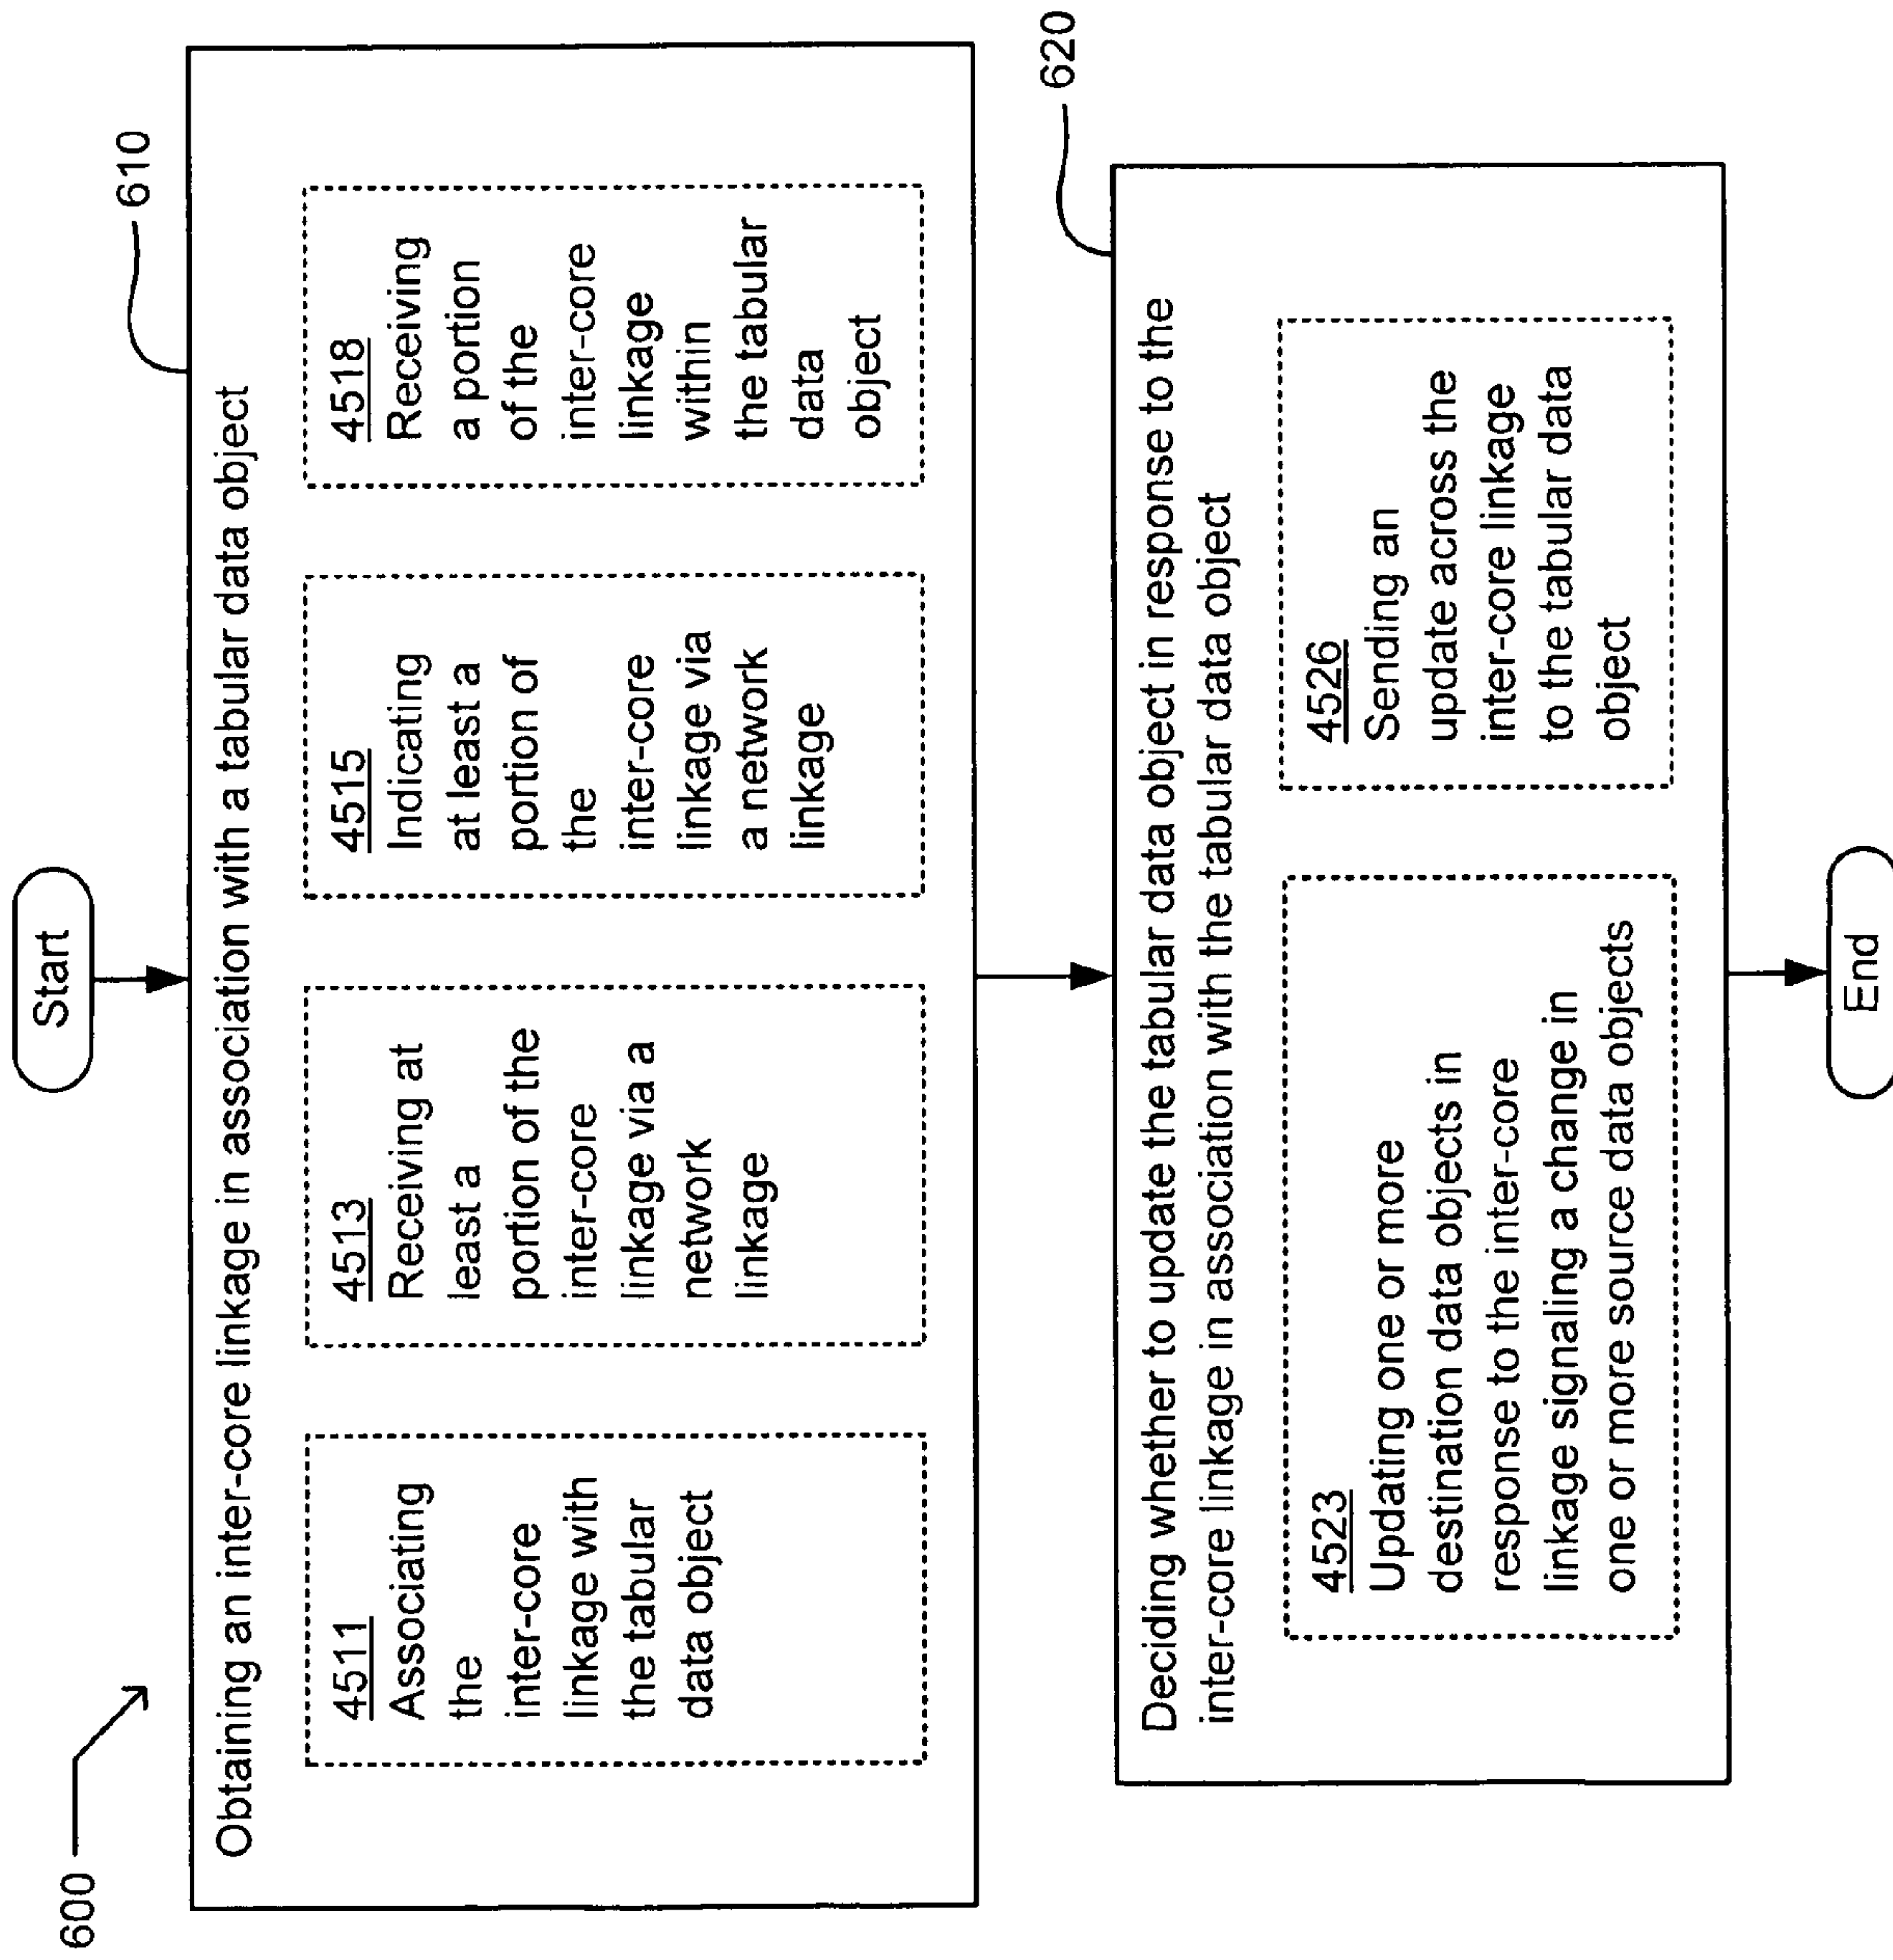 600
Start
610
Obtaining an inter-core linkage in association with a tabular data object
4511
Associating
the
inter-core
linkage with
the tabular
data object
4513
Receiving at
least a
portion of the
inter-core
linkage via a
network
linkage
4515
Indicating
at least a
portion of
the
inter-core
linkage via
a network
linkage
4518
Receiving
a portion
of the
inter-core
linkage
within
the tabular
data
object
620
Deciding whether to update the tabular data object in response to the
inter-core linkage in association with the tabular data object
4523
Updating one or more
destination data objects in
response to the inter-core
linkage signaling a change in
one or more source data objects
4526
Sending an
update across the
inter-core linkage
to the tabular data
object
End